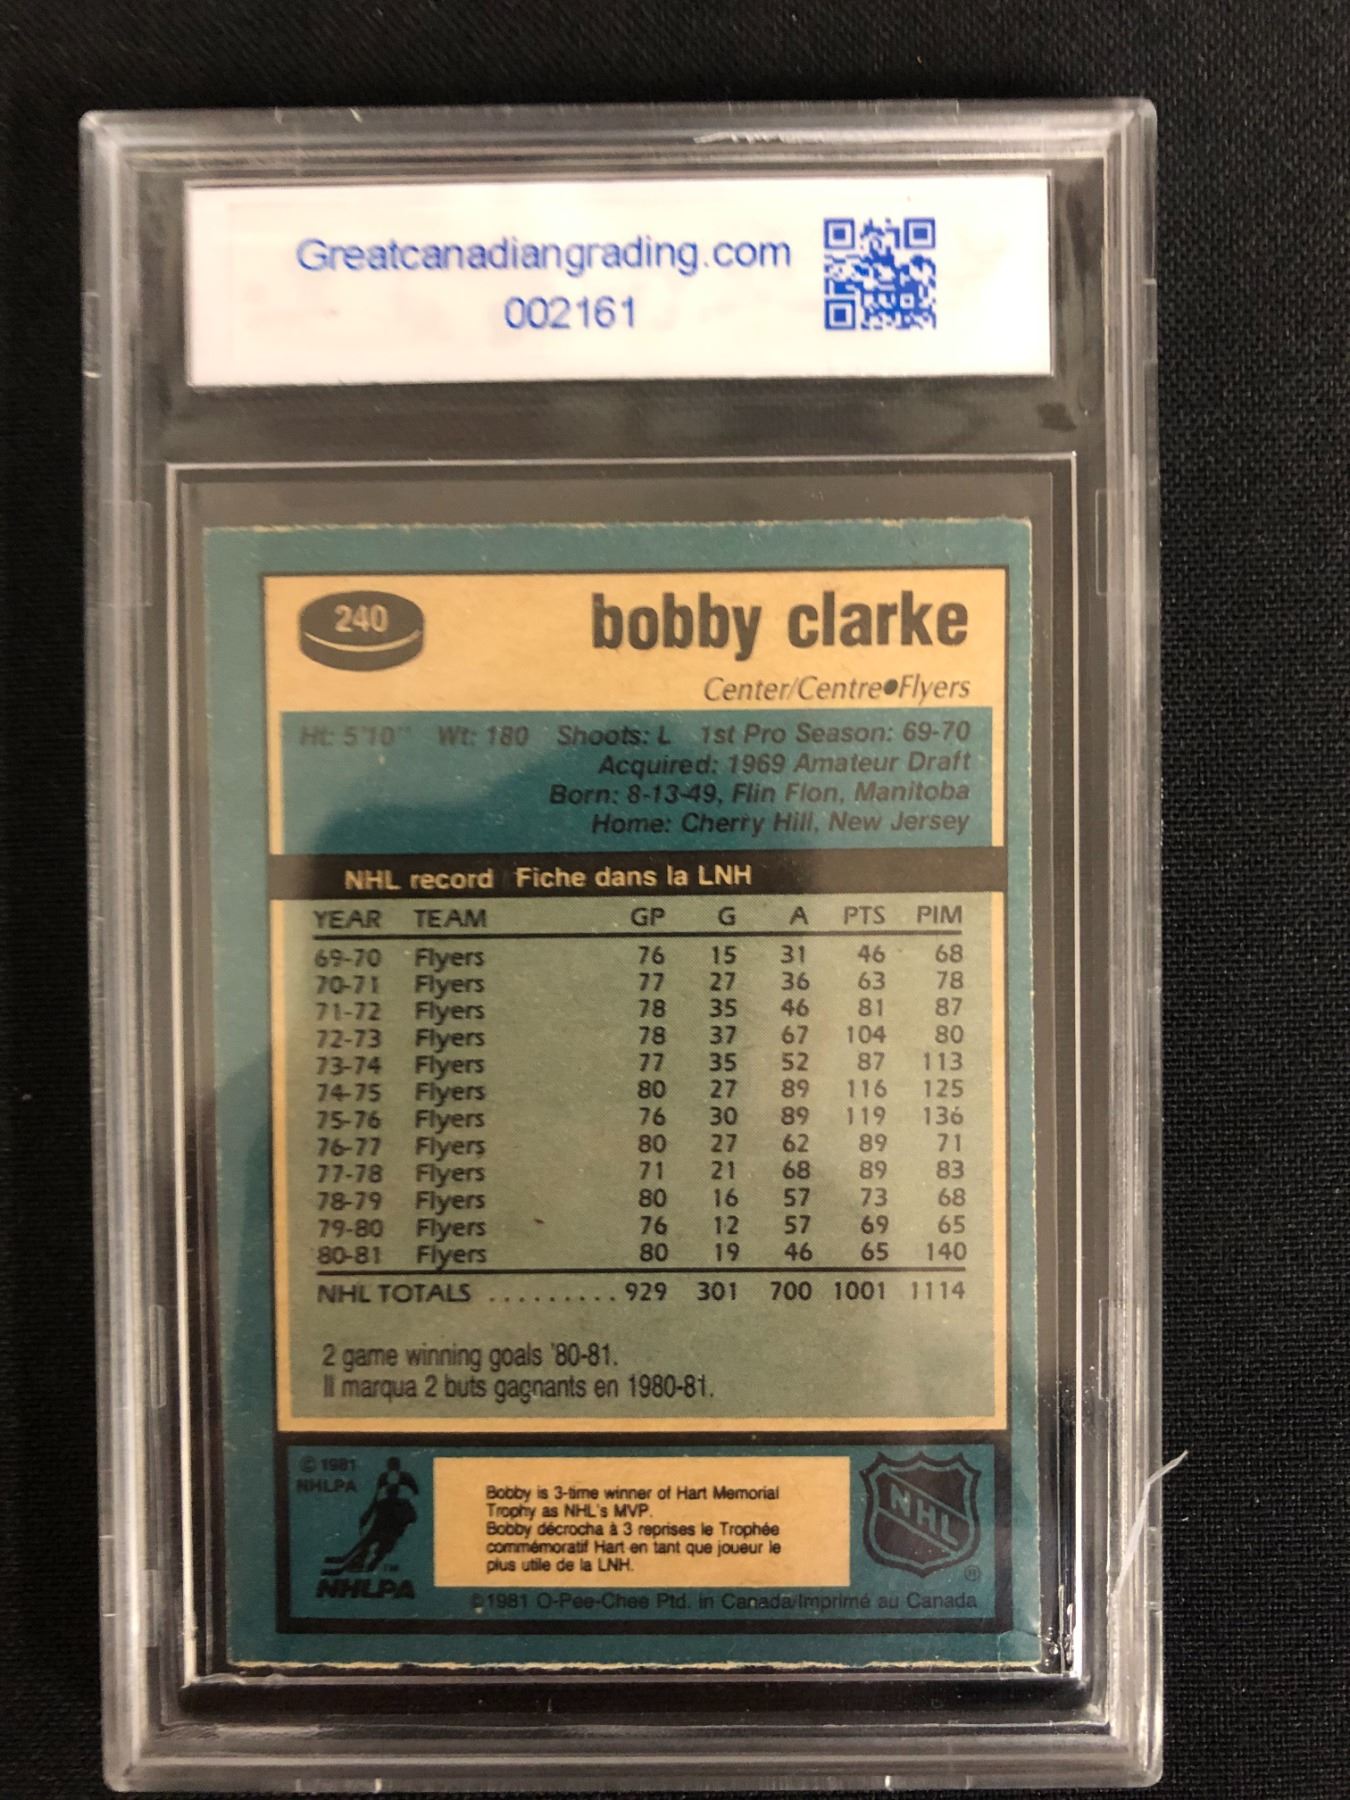 Greatcanadiangrading.com
002161
240
bobby clarke
Center/Centre●Flyers
Ht: 5'10" Wt: 180 Shoots: L 1st Pro Season: 69-70
Acquired: 1969 Amateur Draft
Born: 8-13-49, Flin Flon, Manitoba
Home: Cherry Hill, New Jersey
NHL record Fiche dans la LNH
YEAR TEAM GP G A PTS PIM
69-70 Flyers 76 15 31 46 68
70-71 Flyers 77 27 36 63 78
71-72 Flyers 78 35 46 81 87
72-73 Flyers 78 37 67 104 80
73-74 Flyers 77 35 52 87 113
74-75 Flyers 80 27 89 116 125
75-76 Flyers 76 30 89 119 136
76-77 Flyers 80 27 62 89 71
77-78 Flyers 71 21 68 89 83
78-79 Flyers 80 16 57 73 68
79-80 Flyers 76 12 57 69 65
80-81 Flyers 80 19 46 65 140
NHL TOTALS .......... 929 301 700 1001 1114
2 game winning goals '80-81.
Il marqua 2 buts gagnants en 1980-81.
© 1981
NHLPA
NHLPA
™
Bobby is 3-time winner of Hart Memorial
Trophy as NHL's MVP.
Bobby décrocha à 3 reprises le Trophée
commémoratif Hart en tant que joueur le
plus utile de la LNH.
NHL
®
©1981 O-Pee-Chee Ptd. in Canada/Imprimé au Canada